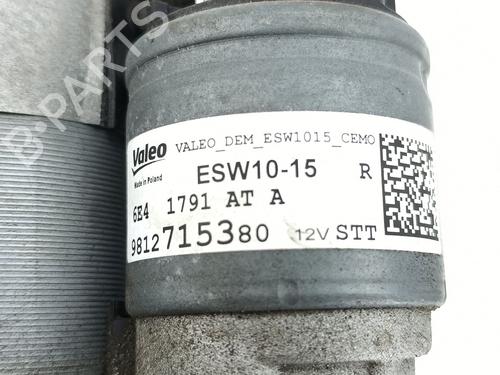 B-PARTS
Valeo
Made in Poland
VALEO_DEM_ESW1015_CEMO
ESW10-15 R
6E4 1791 AT A
9812715380 12V STT